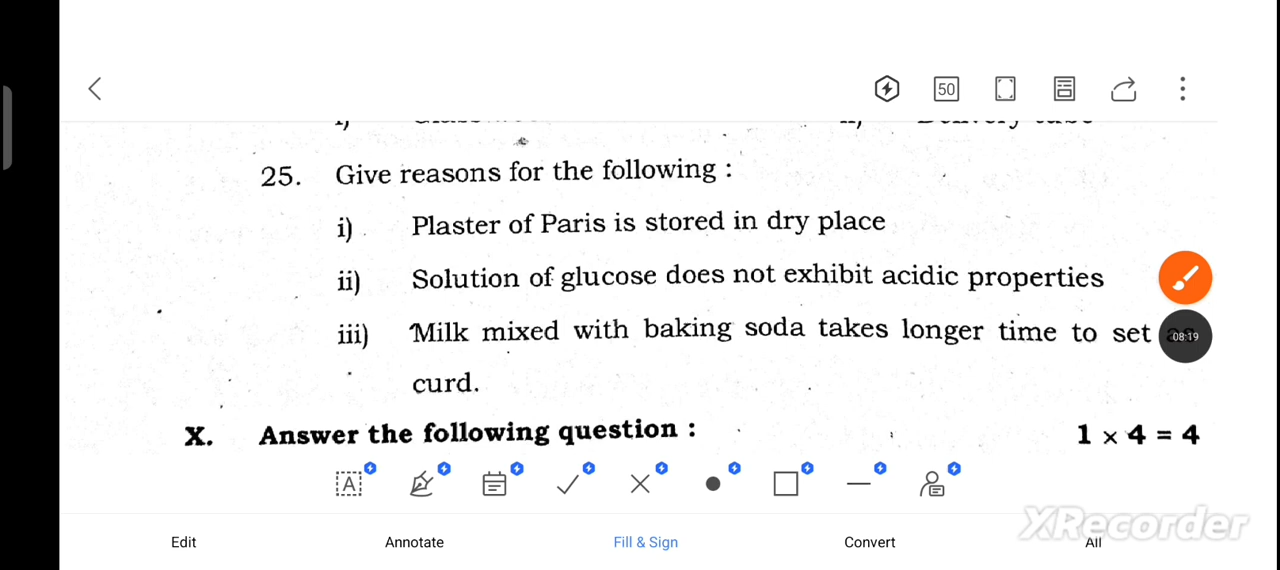 50
25. Give reasons for the following :
i) Plaster of Paris is stored in dry place
ii) Solution of glucose does not exhibit acidic properties
iii) Milk mixed with baking soda takes longer time to set
08:19
curd.
X. Answer the following question : 1 × 4 = 4
A
Edit Annotate Fill & Sign Convert All
XRecorder